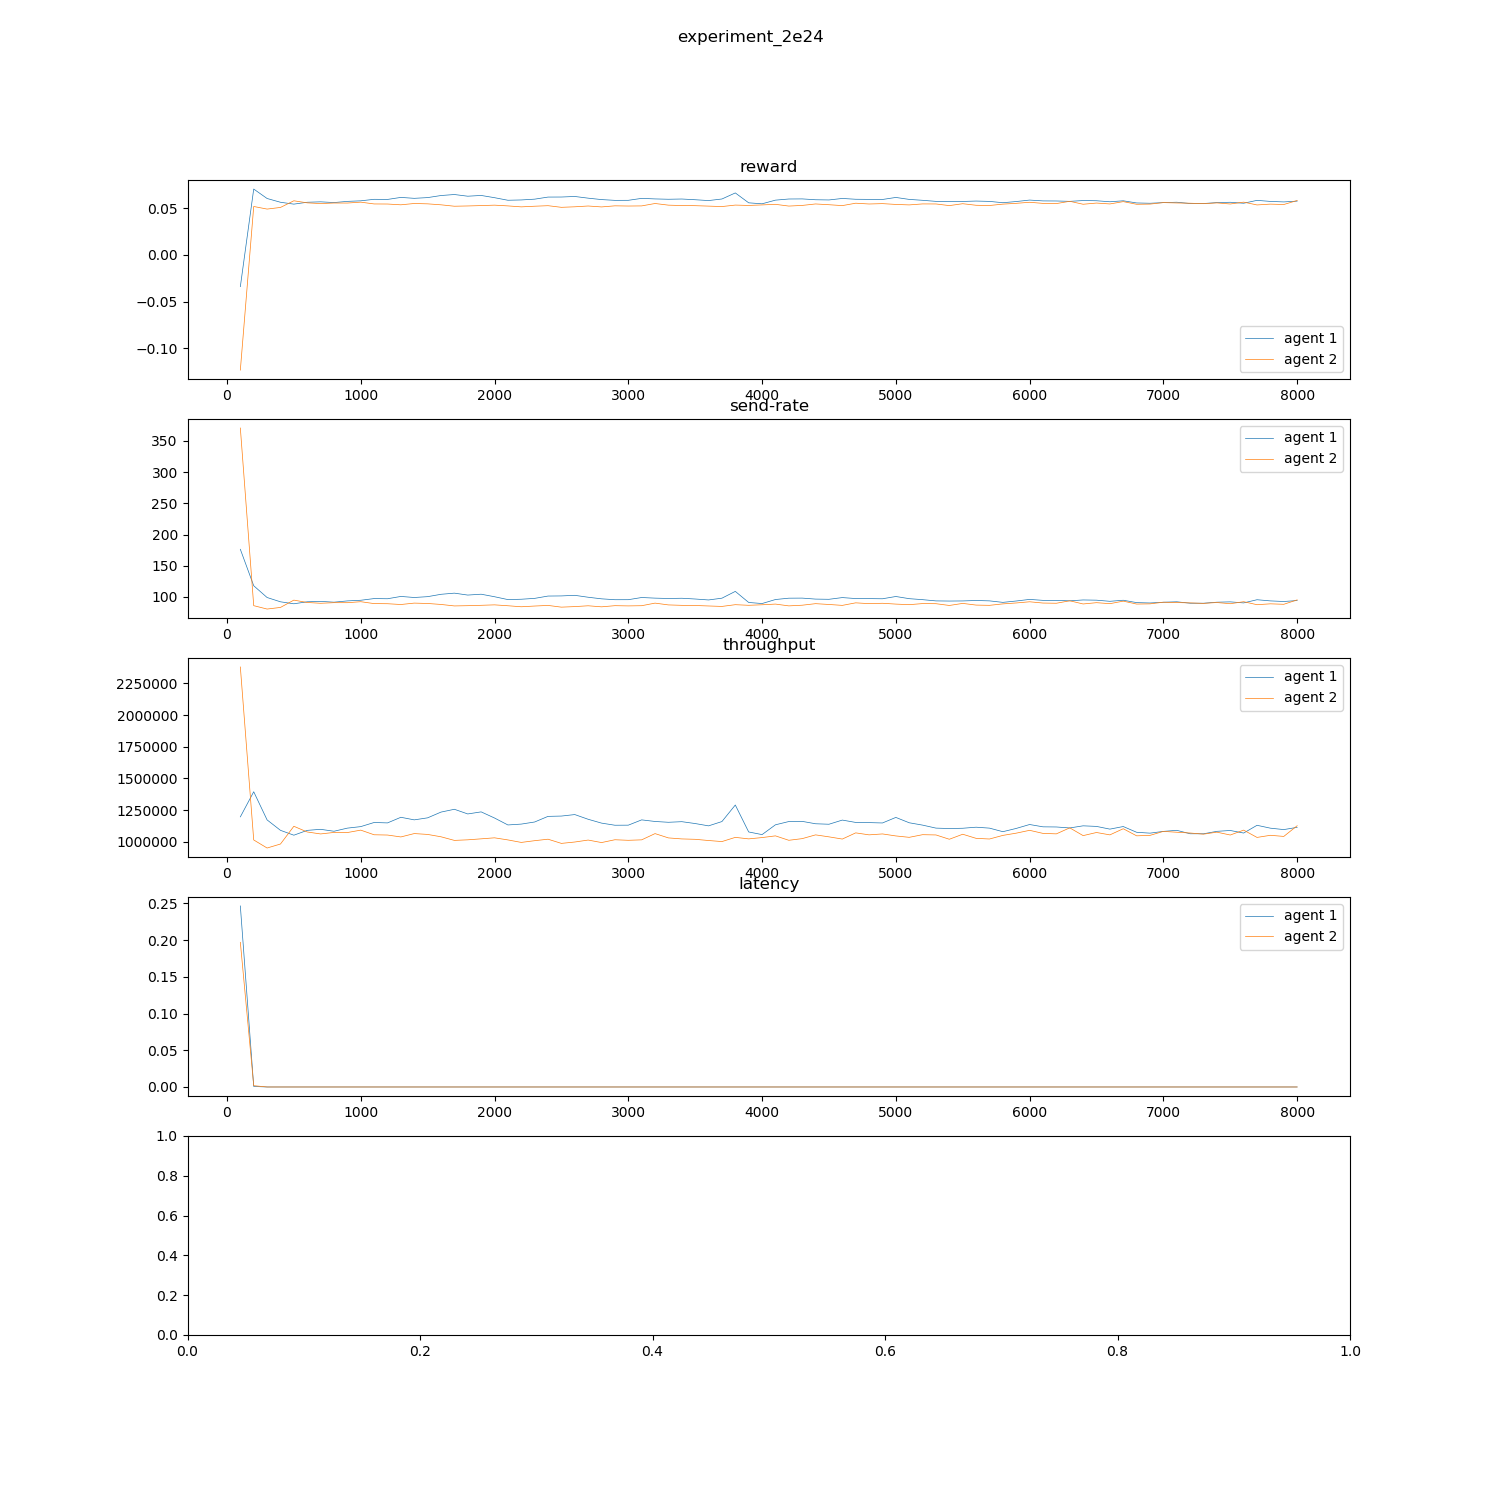 experiment_2e24
reward
0.05
0.00
−0.05
−0.10
agent 1
agent 2
0 1000 2000 3000 4000 5000 6000 7000 8000
send-rate
350
300
250
200
150
100
agent 1
agent 2
0 1000 2000 3000 4000 5000 6000 7000 8000
throughput
2250000
2000000
1750000
1500000
1250000
1000000
agent 1
agent 2
0 1000 2000 3000 4000 5000 6000 7000 8000
latency
0.25
0.20
0.15
0.10
0.05
0.00
agent 1
agent 2
0 1000 2000 3000 4000 5000 6000 7000 8000
1.0
0.8
0.6
0.4
0.2
0.0
0.0 0.2 0.4 0.6 0.8 1.0